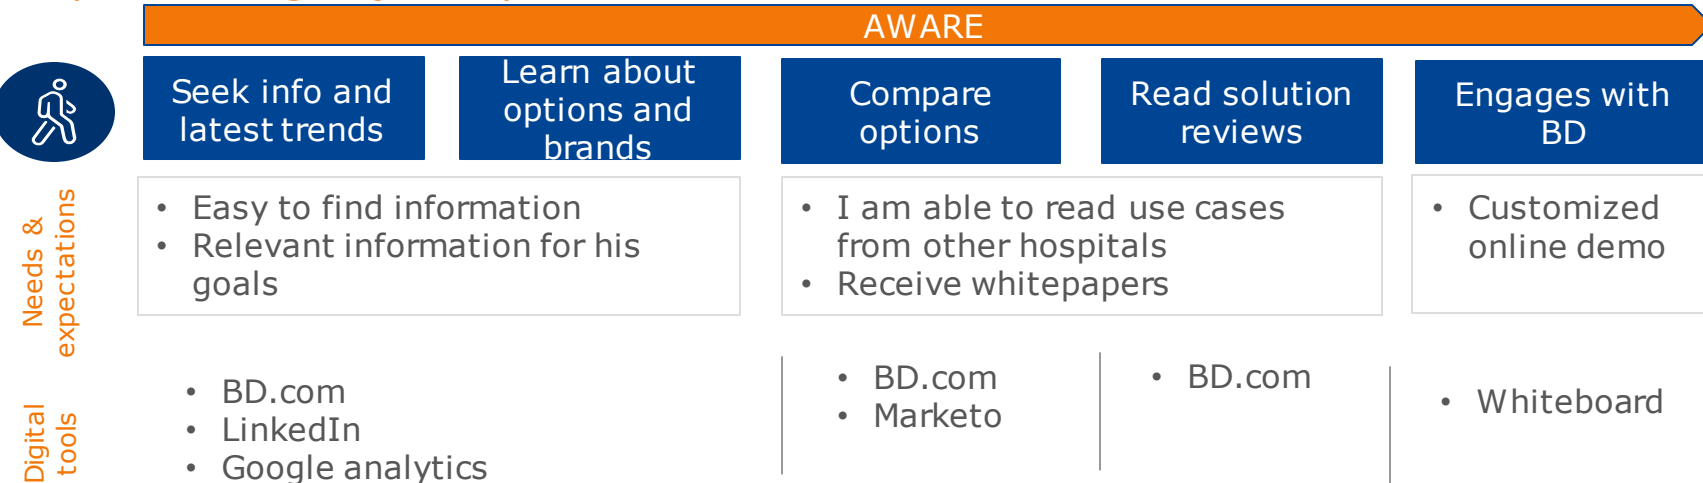 AWARE
Seek info and
latest trends
Learn about
options and
brands
Compare
options
Read solution
reviews
Engages with
BD
Needs &
expectations
• Easy to find information
• Relevant information for his
goals
• I am able to read use cases
from other hospitals
• Receive whitepapers
• Customized
online demo
Digital
tools
• BD.com
• LinkedIn
• Google analytics
• BD.com
• Marketo
• BD.com
• Whiteboard